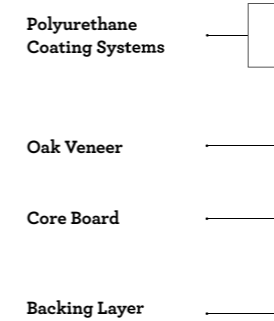 Polyurethane
Coating Systems
Oak Veneer
Core Board
Backing Layer